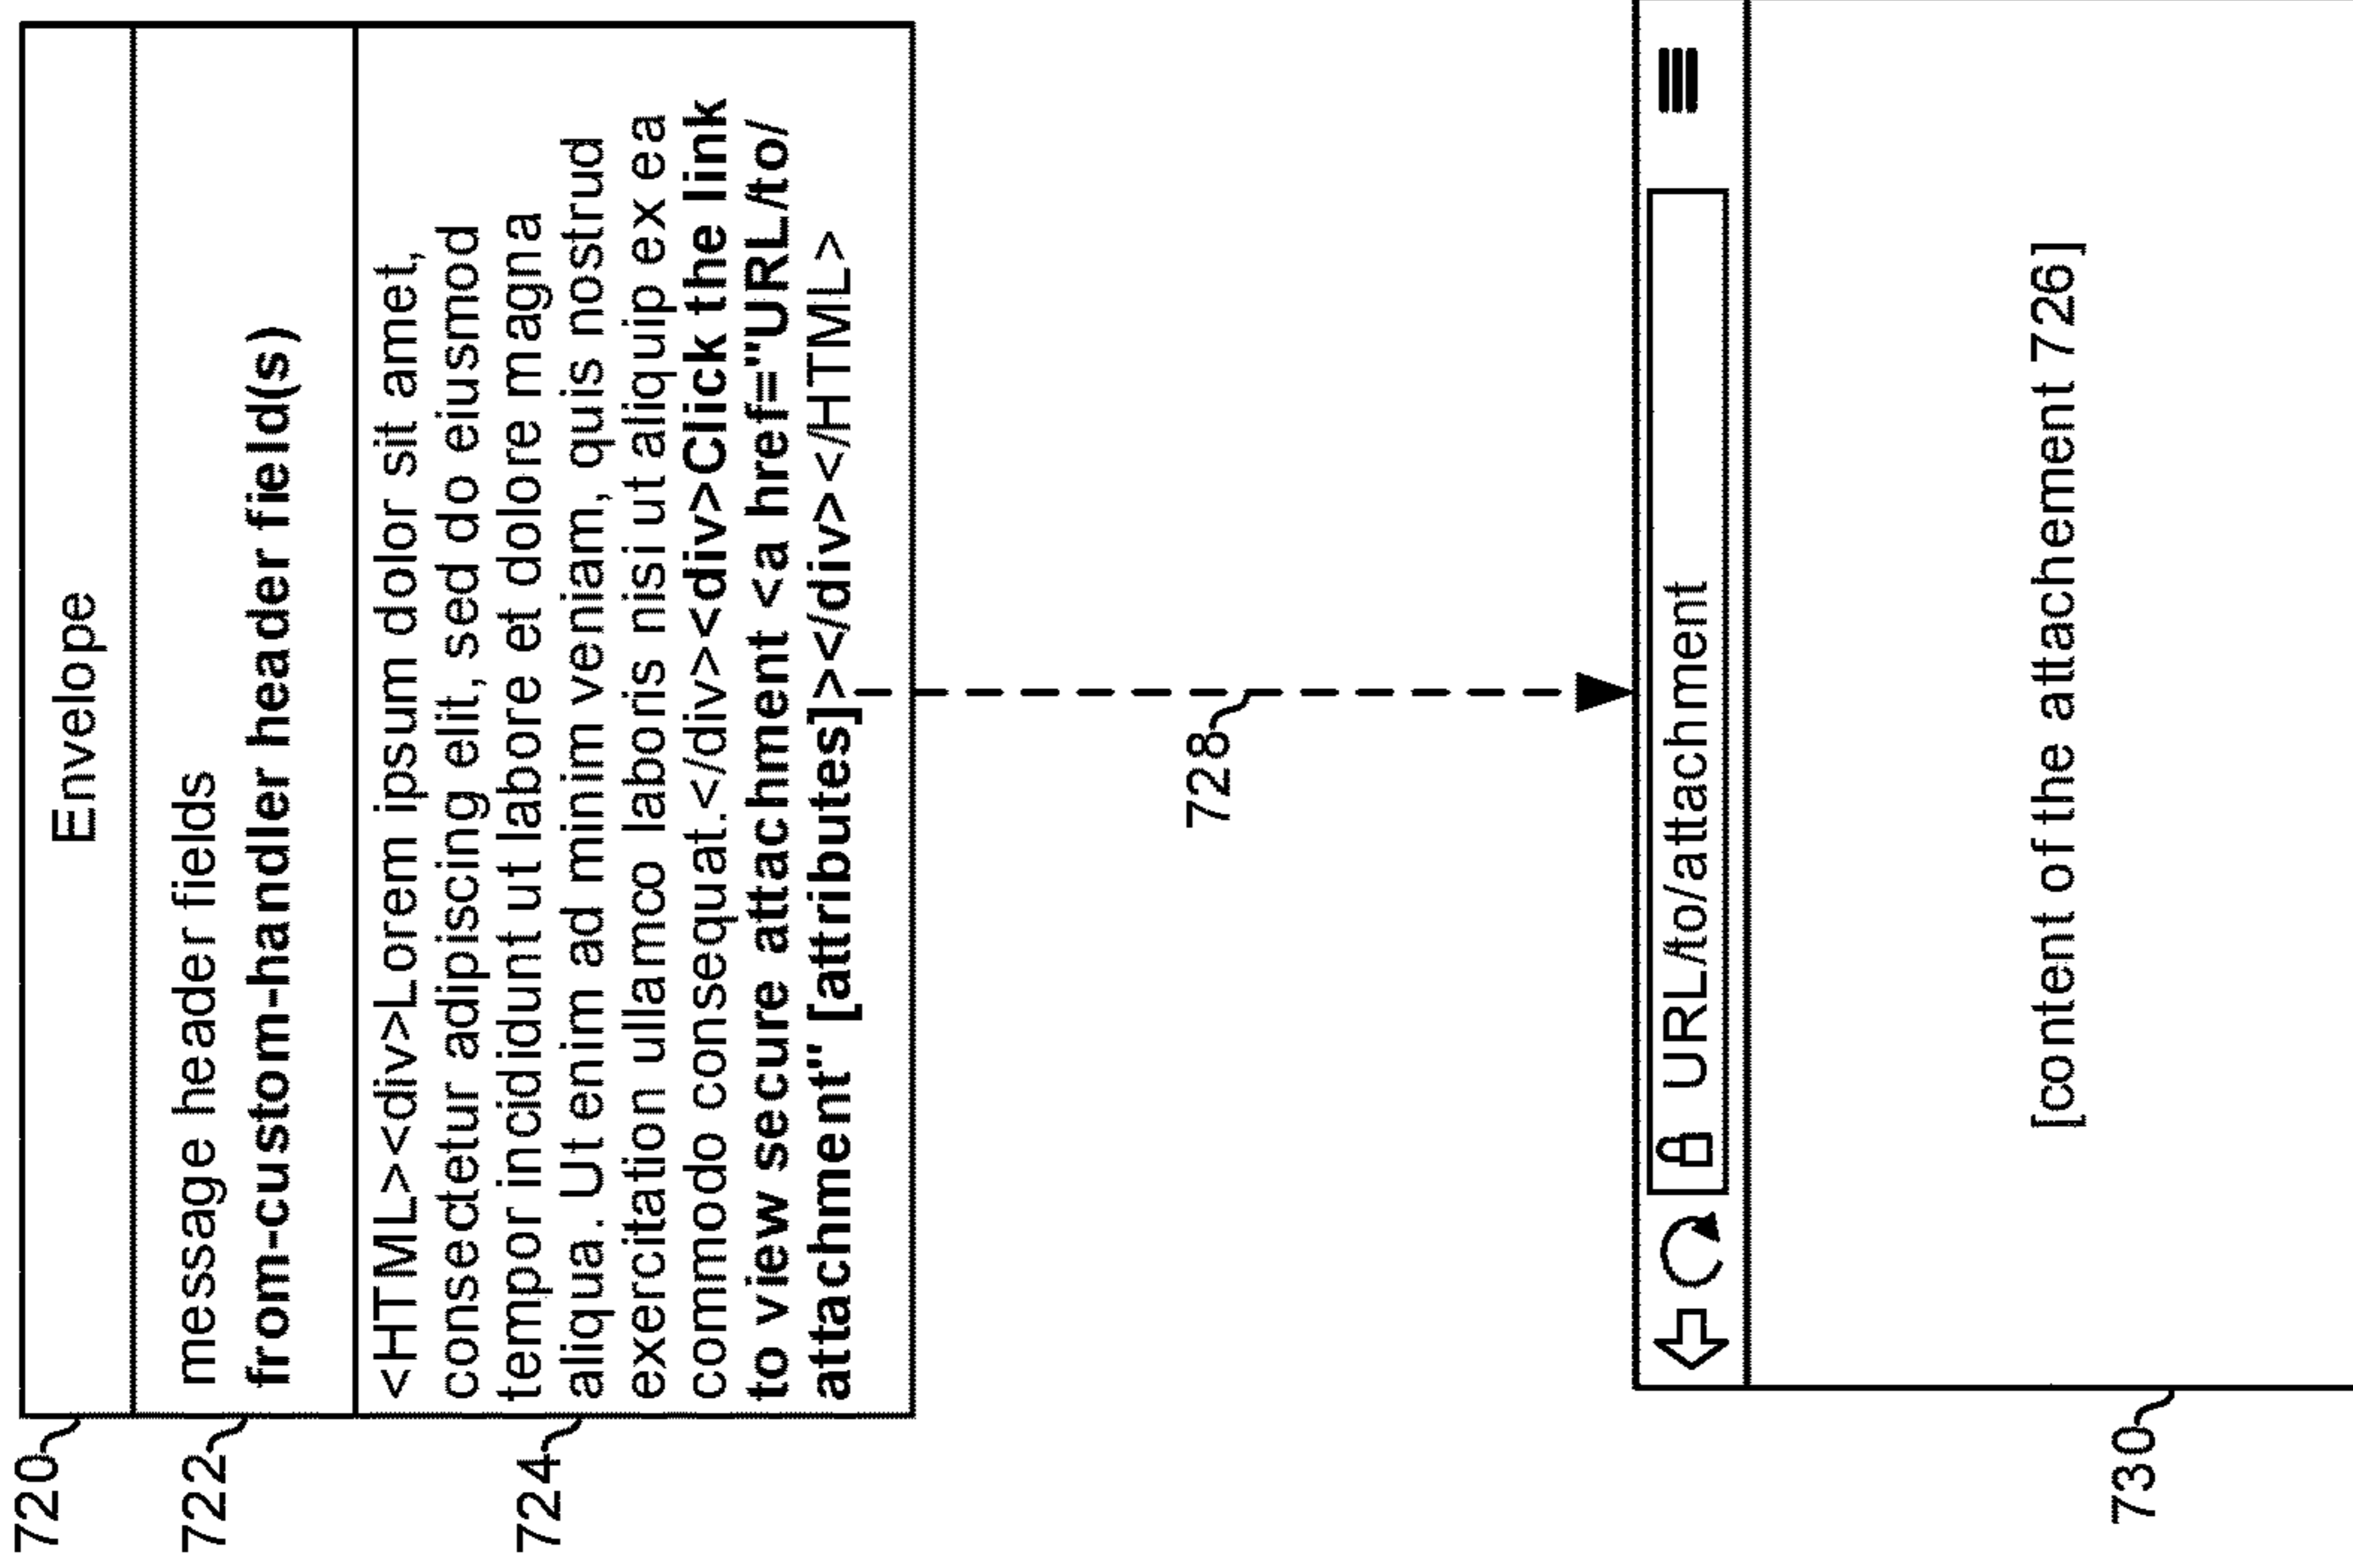 720
Envelope
722
message header fields
from-custom-handler header field(s)
724
<HTML><div>Lorem ipsum dolor sit amet,
consectetur adipiscing elit, sed do eiusmod
tempor incididunt ut labore et dolore magna
aliqua. Ut enim ad minim veniam, quis nostrud
exercitation ullamco laboris nisi ut aliquip ex ea
commodo consequat.</div><div>Click the link
to view secure attachment <a href="URL/to/
attachment" [attributes]></div></HTML>
728
URL/to/attachment
730
[content of the attachement 726]